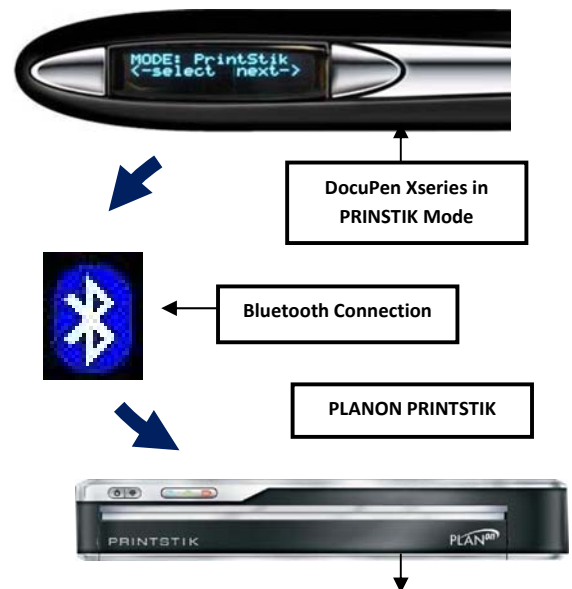 MODE: PrintStik
<-select next->
DocuPen Xseries in
PRINSTIK Mode
Bluetooth Connection
PLANON PRINTSTIK
PRINTSTIK
PLANon